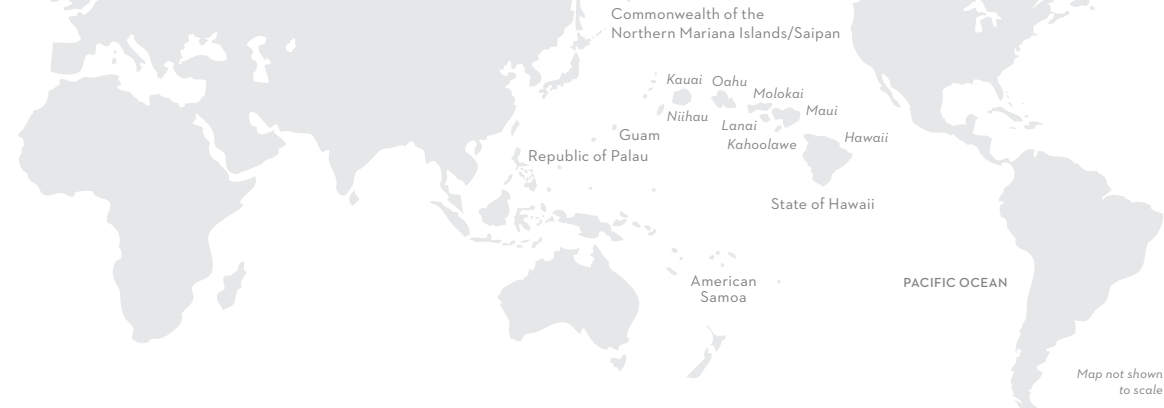 Commonwealth of the
Northern Mariana Islands/Saipan
Kauai
Oahu
Molokai
Maui
Niihau
Lanai
Hawaii
Guam
Kahoolawe
Republic of Palau
State of Hawaii
American
Samoa
PACIFIC OCEAN
Map not shown
to scale